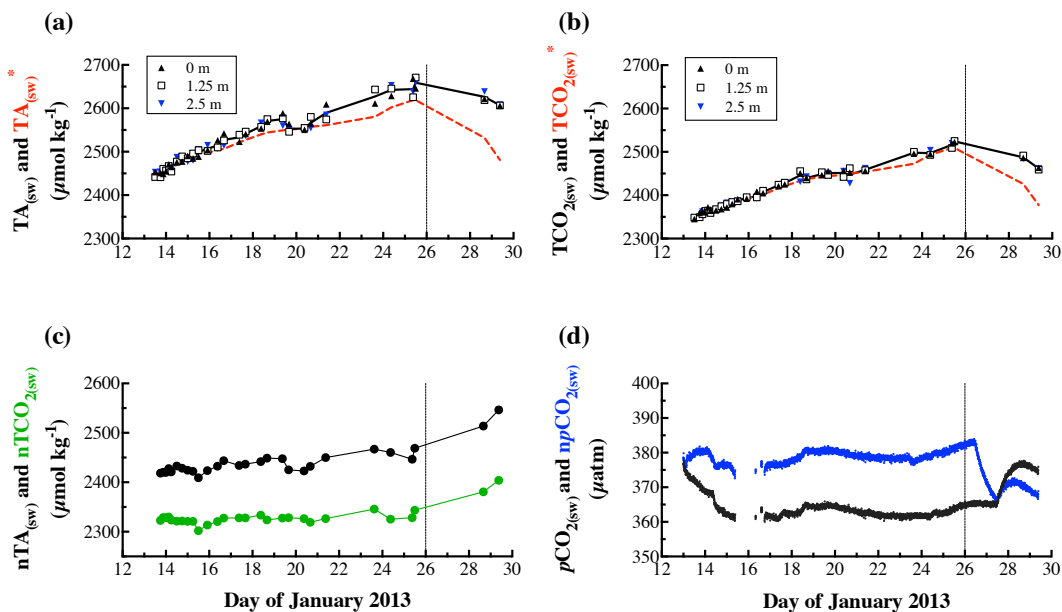 (a)
TA(sw) and TA(sw)*
(µmol kg-1)
2700
2600
2500
2400
2300
0 m
1.25 m
2.5 m
12 14 16 18 20 22 24 26 28 30
(b)
TCO2(sw) and TCO2(sw)*
(µmol kg-1)
2700
2600
2500
2400
2300
0 m
1.25 m
2.5 m
12 14 16 18 20 22 24 26 28 30
(c)
nTA(sw) and nTCO2(sw)
(µmol kg-1)
2600
2500
2400
2300
12 14 16 18 20 22 24 26 28 30
Day of January 2013
(d)
pCO2(sw) and npCO2(sw)
(µatm)
400
390
380
370
360
350
12 14 16 18 20 22 24 26 28 30
Day of January 2013